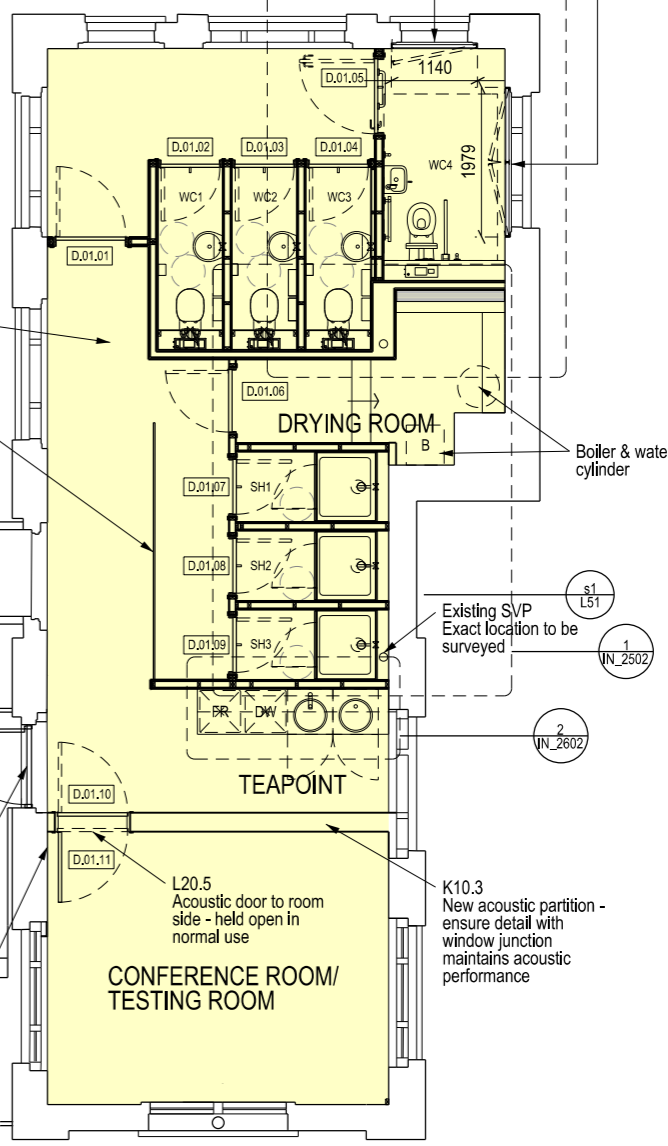 D.01.05
1140
D.01.02
D.01.03
D.01.04
1979
WC4
WC1
WC2
WC3
D.01.01
D.01.06
DRYING ROOM
B
Boiler & wate
cylinder
D.01.07
SH1
D.01.08
SH2
s1
L51
Existing SVP
Exact location to be
surveyed
1
IN_2502
D.01.09
SH3
FR
DW
2
IN_2602
TEAPOINT
D.01.10
D.01.11
L20.5
Acoustic door to room
side - held open in
normal use
K10.3
New acoustic partition -
ensure detail with
window junction
maintains acoustic
performance
CONFERENCE ROOM/
TESTING ROOM